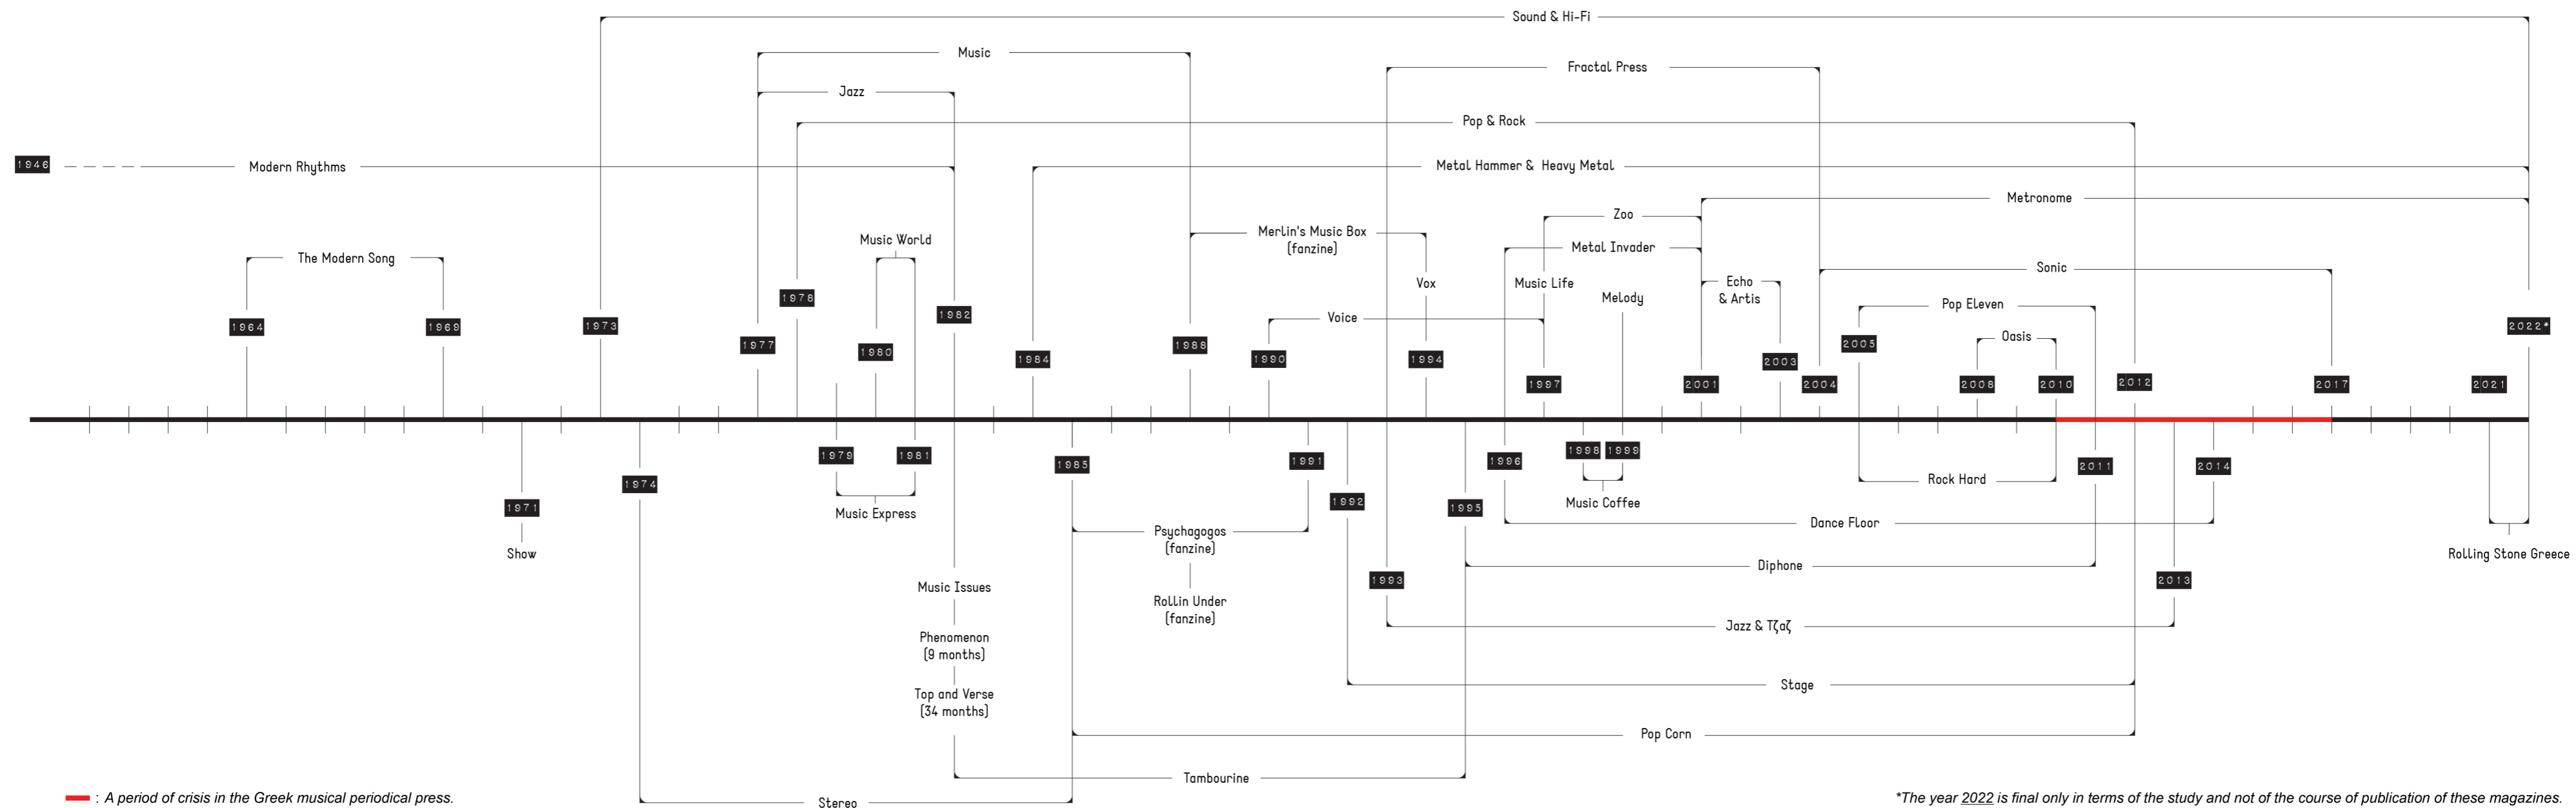 Sound & Hi-Fi
Music
Fractal Press
Jazz
Pop & Rock
1946
Modern Rhythms
Metal Hammer & Heavy Metal
Metronome
Zoo
Merlin's Music Box
(fanzine)
Music World
Metal Invader
The Modern Song
Sonic
Vox
Music Life
Echo
& Artis
Melody
1978
Pop Eleven
1982
Voice
1964
1969
1973
2022*
Oasis
1977
1988
2005
1980
1984
1990
1994
2003
1997
2001
2004
2008
2010
2012
2017
2021
1979
1981
1985
1991
1996
1998
1999
2011
2014
1974
Rock Hard
1971
1992
1995
Music Coffee
Music Express
Dance Floor
Psychagogos
(fanzine)
Show
Rolling Stone Greece
Diphone
1993
2013
Music Issues
Rollin Under
(fanzine)
Jazz & Τζαζ
Phenomenon
(9 months)
Stage
Top and Verse
(34 months)
Pop Corn
Tambourine
Stereo
: A period of crisis in the Greek musical periodical press.
*The year 2022 is final only in terms of the study and not of the course of publication of these magazines.